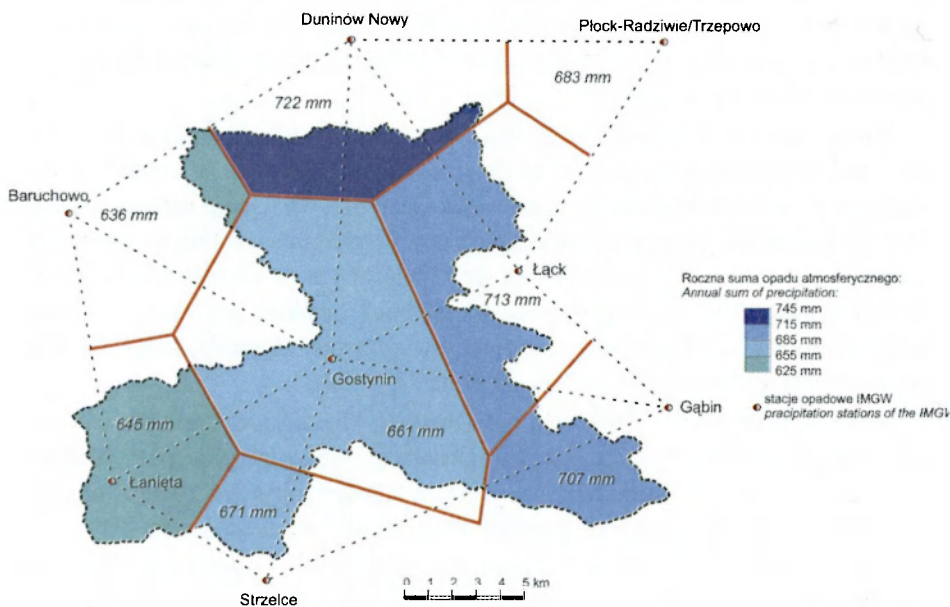 Duninów Nowy
Płock-Radziwie/Trzepowo
683 mm
722 mm
Baruchowo
636 mm
Łąck
713 mm
Roczna suma opadu atmosferycznego:
Annual sum of precipitation:
745 mm
715 mm
685 mm
655 mm
625 mm
Gostynin
stacje opadowe IMGW
precipitation stations of the IMGW
Gąbin
645 mm
661 mm
Łanięta
707 mm
671 mm
0 1 2 3 4 5 km
Strzelce